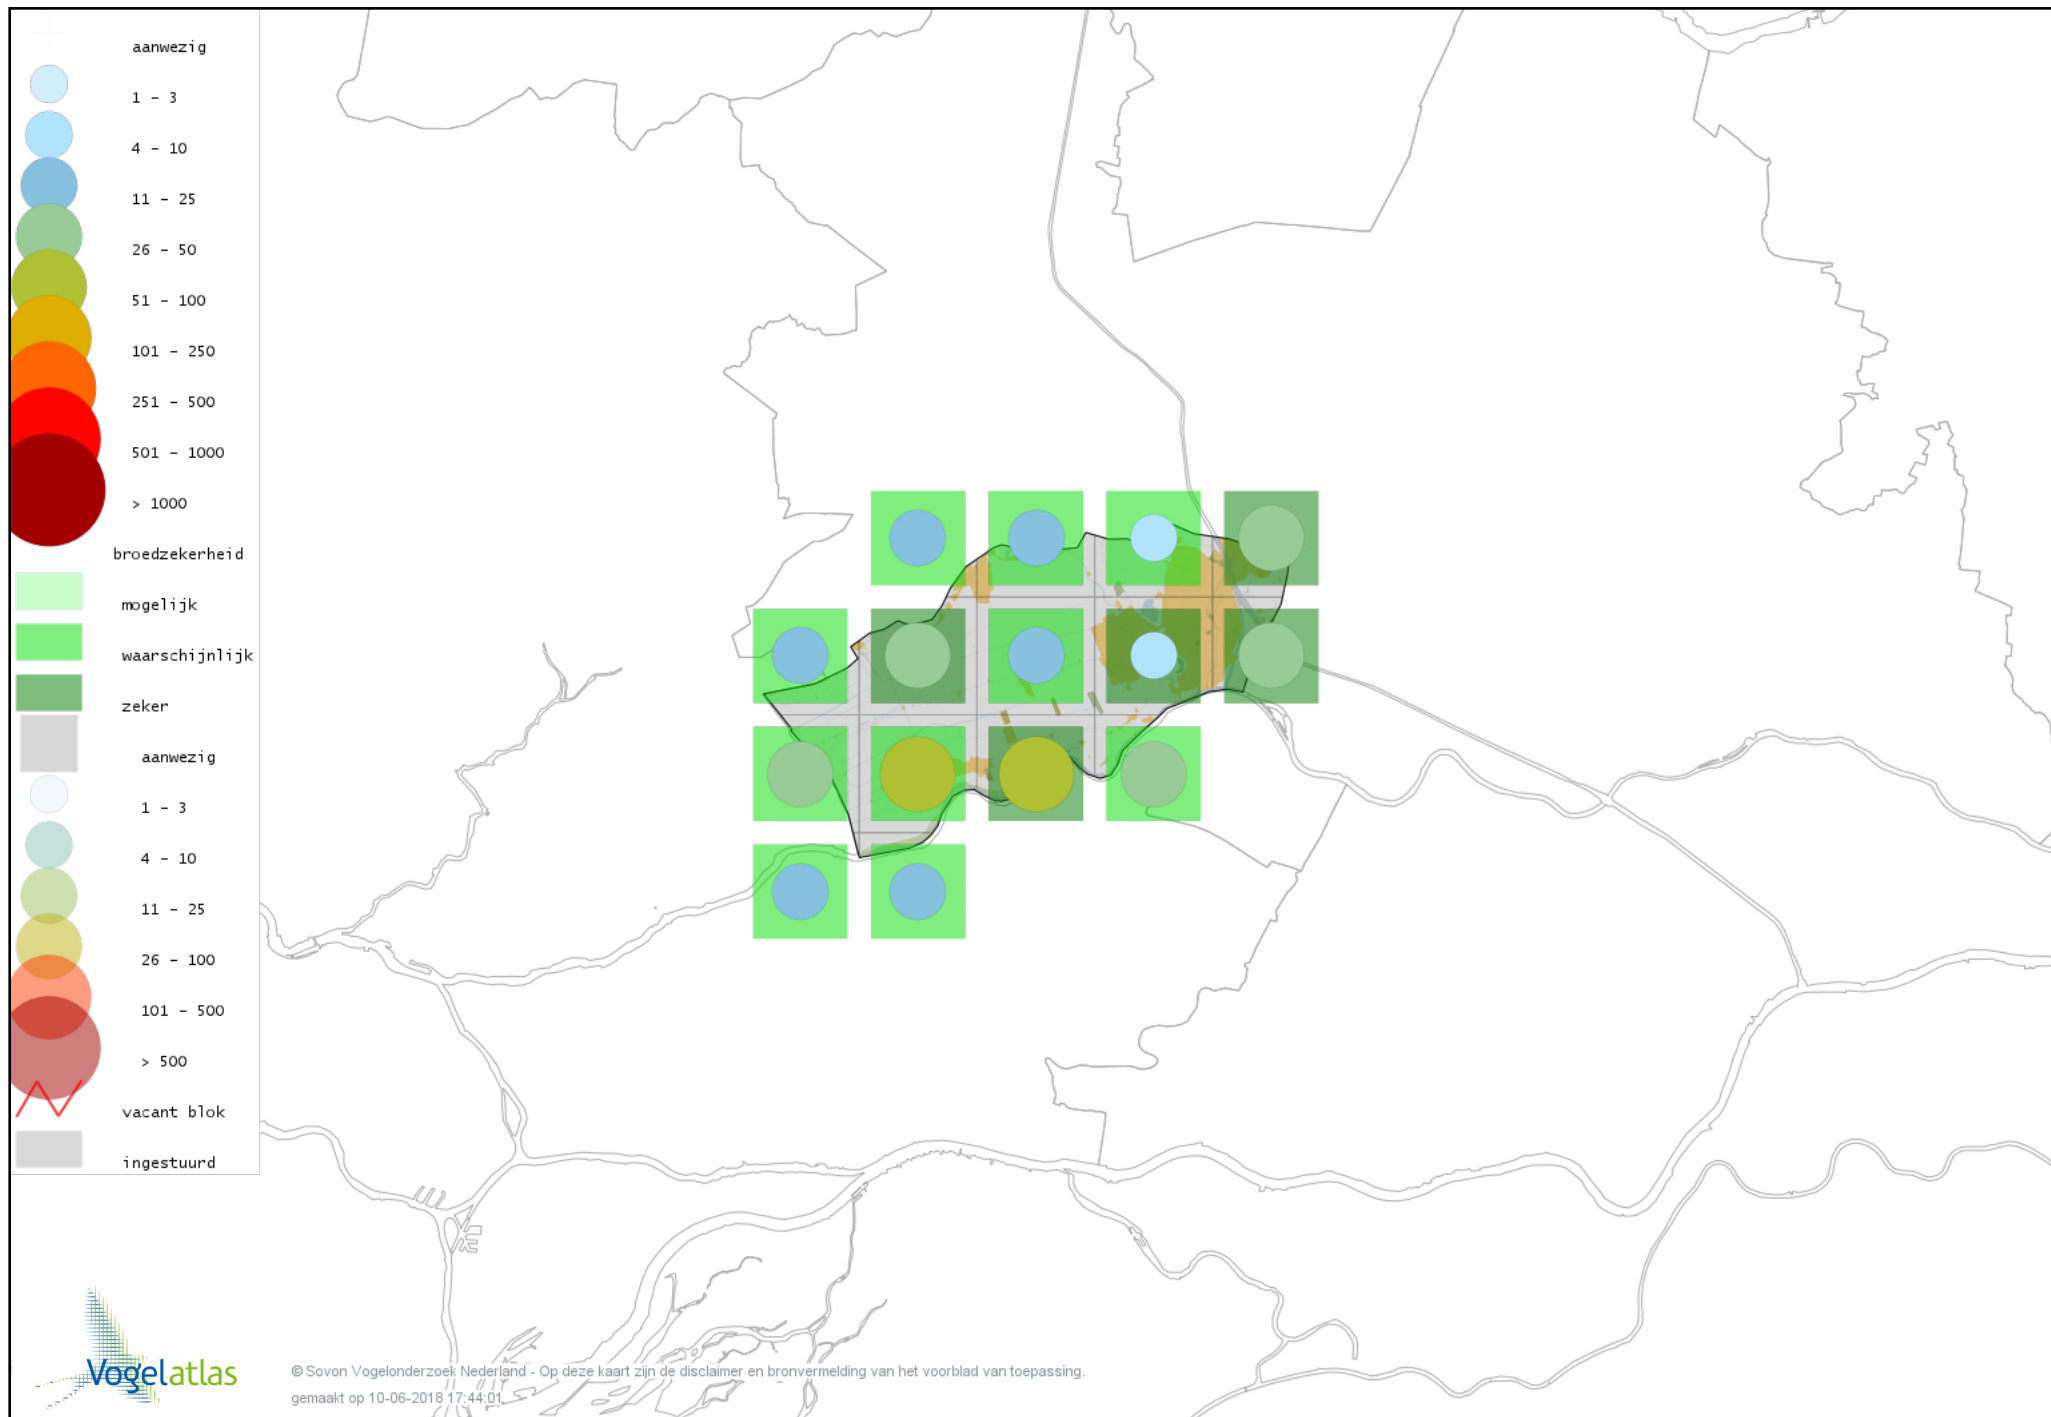 aanwezig
1 - 3
4 - 10
11 - 25
26 - 50
51 - 100
101 - 250
251 - 500
501 - 1000
> 1000
broedzekerheid
mogelijk
waarschijnlijk
zeker
aanwezig
1 - 3
4 - 10
11 - 25
26 - 100
101 - 500
> 500
vacant blok
ingestuurd
Vogelatlas
© Sovon Vogelonderzoek Nederland - Op deze kaart zijn de disclaimer en bronvermelding van het voorblad van toepassing.
gemaakt op 10-06-2018 17:44:01